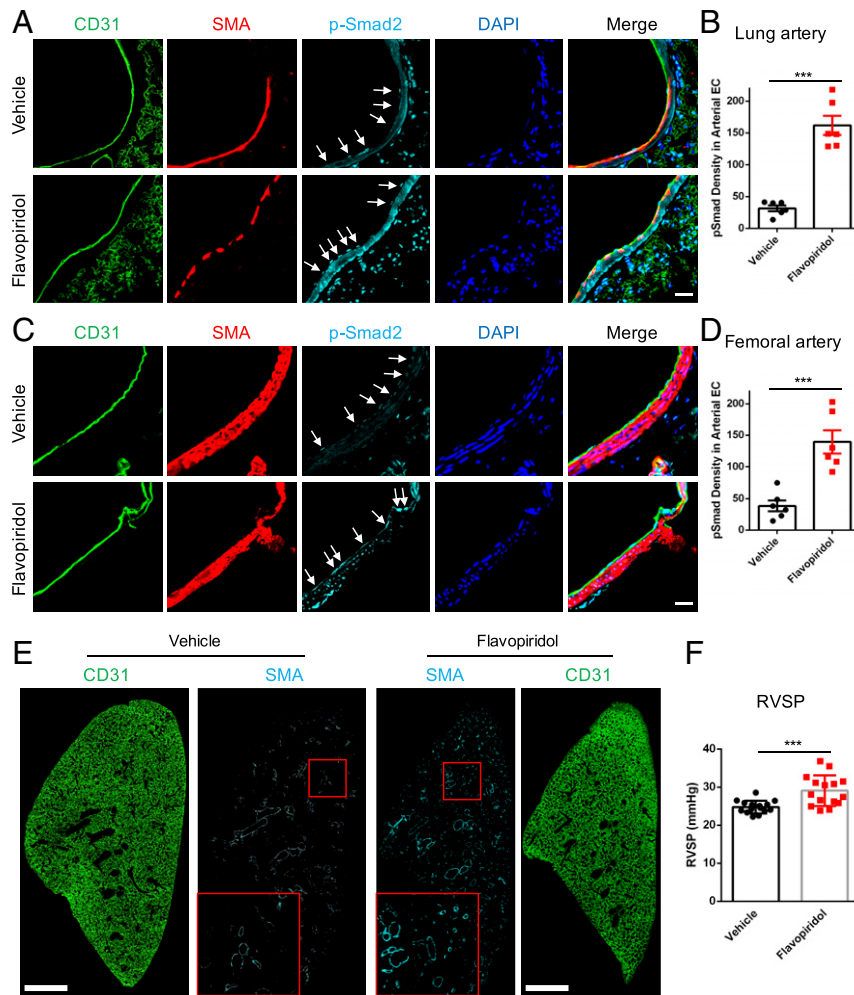 A
CD31
SMA
p-Smad2
DAPI
Merge
Vehicle
Flavopiridol
B
Lung artery
***
pSmad Density in Arterial EC
200
150
100
50
0
Vehicle
Flavopiridol
C
CD31
SMA
p-Smad2
DAPI
Merge
Vehicle
Flavopiridol
D
Femoral artery
***
pSmad Density in Arterial EC
200
150
100
50
0
Vehicle
Flavopiridol
E
Vehicle
Flavopiridol
CD31
SMA
SMA
CD31
F
RVSP
***
RVSP (mmHg)
40
30
20
10
0
Vehicle
Flavopiridol